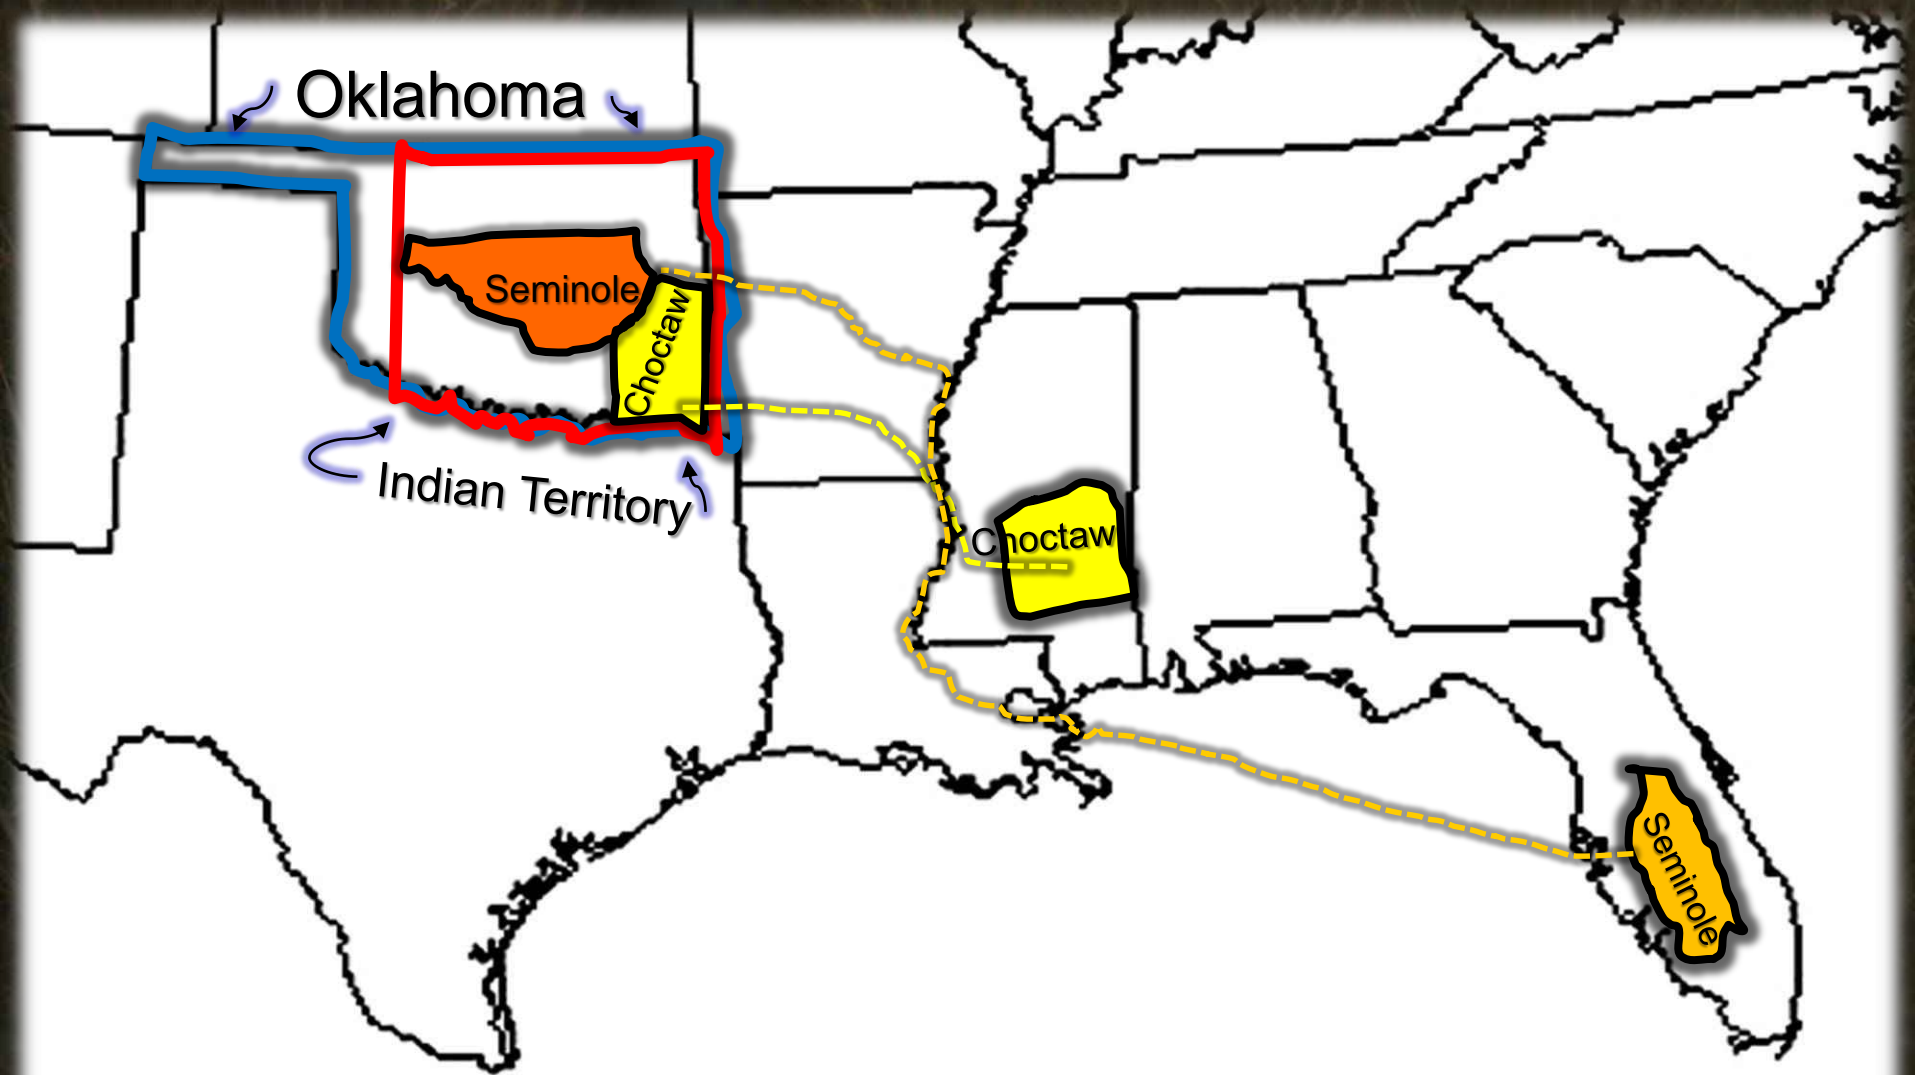 Oklahoma
Seminole
Choctaw
Indian Territory
Choctaw
Seminole